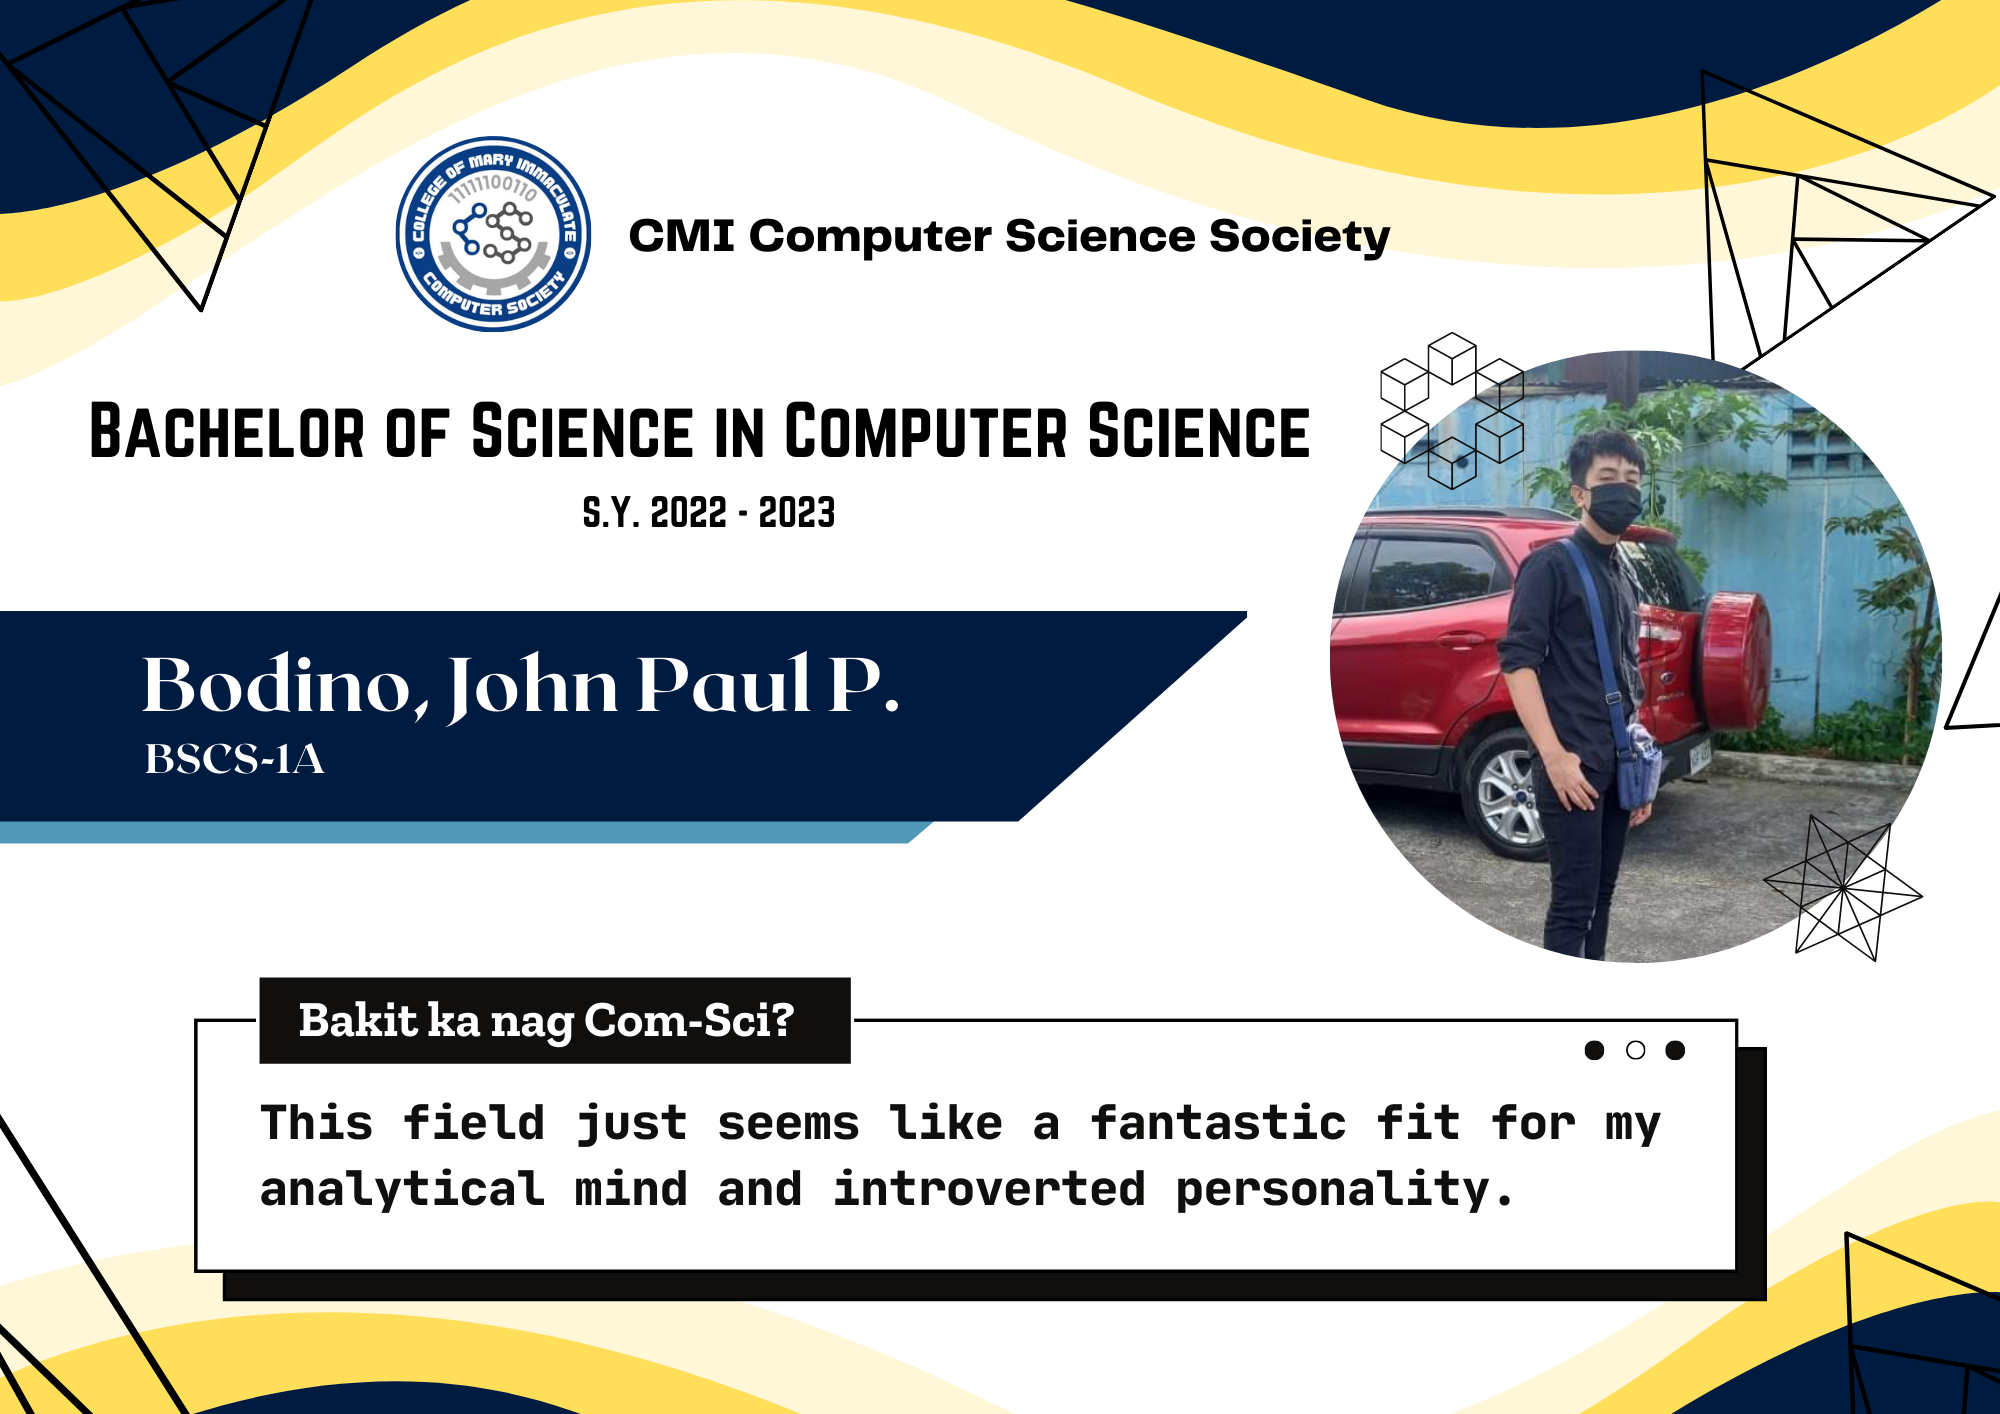 COLLEGE OF MARY IMMACULATE
11111100110
COMPUTER SOCIETY
CMI Computer Science Society
Bachelor of Science in Computer Science
S.Y. 2022 - 2023
Bodino, John Paul P.
BSCS-1A
Bakit ka nag Com-Sci?
This field just seems like a fantastic fit for my
analytical mind and introverted personality.